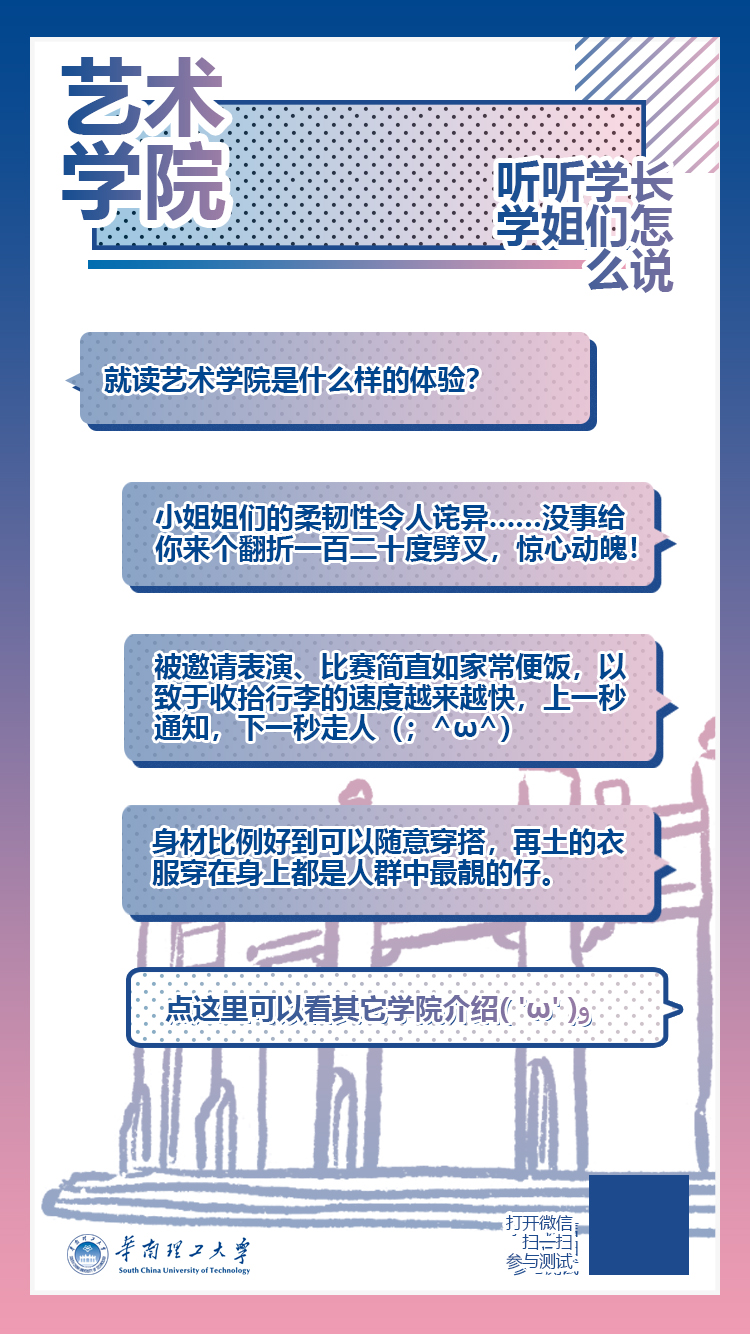 艺术
学院
听听学长
学姐们怎
么说
就读艺术学院是什么样的体验？
小姐姐们的柔韧性令人诧异……没事给
你来个翻折一百二十度劈叉，惊心动魄！
被邀请表演、比赛简直如家常便饭，以
致于收拾行李的速度越来越快，上一秒
通知，下一秒走人（；^ω^）
身材比例好到可以随意穿搭，再土的衣
服穿在身上都是人群中最靓的仔。
点这里可以看其它学院介绍( 'ω' )و
华南理工大学
South China University of Technology
打开微信
扫一扫
参与测试